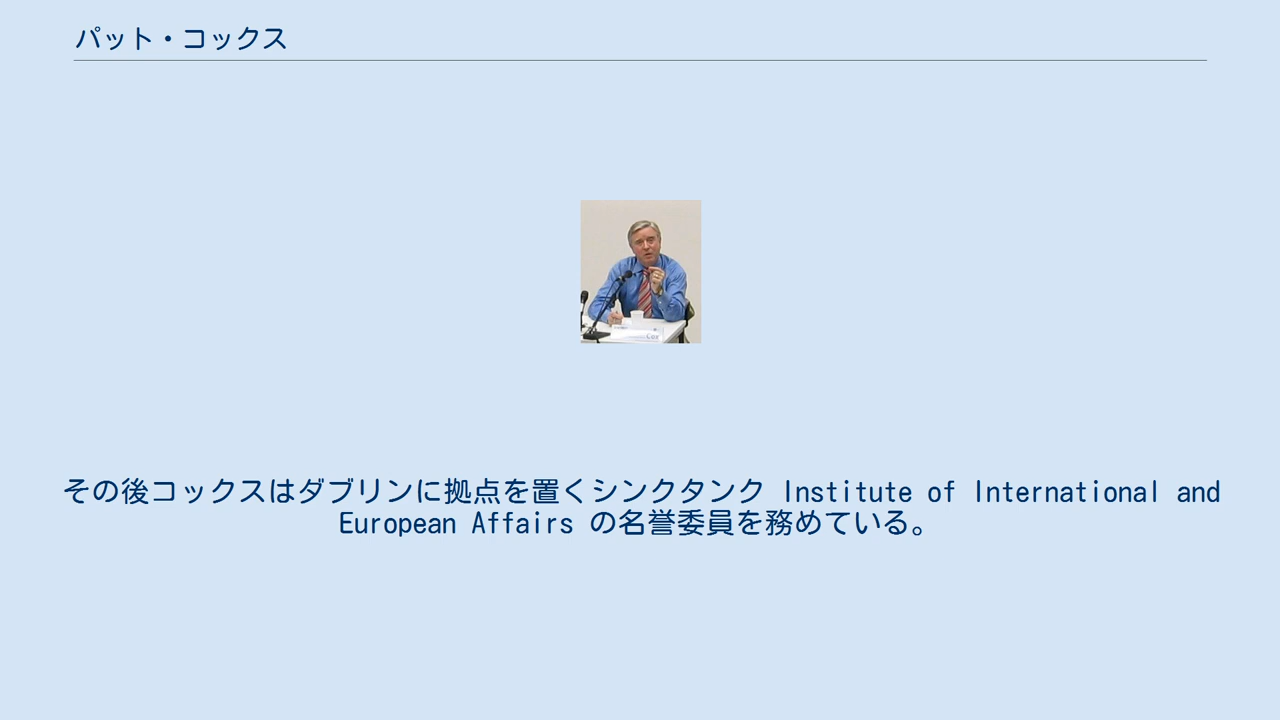 パット・コックス
Cox
その後コックスはダブリンに拠点を置くシンクタンク Institute of International and
European Affairs の名誉委員を務めている。